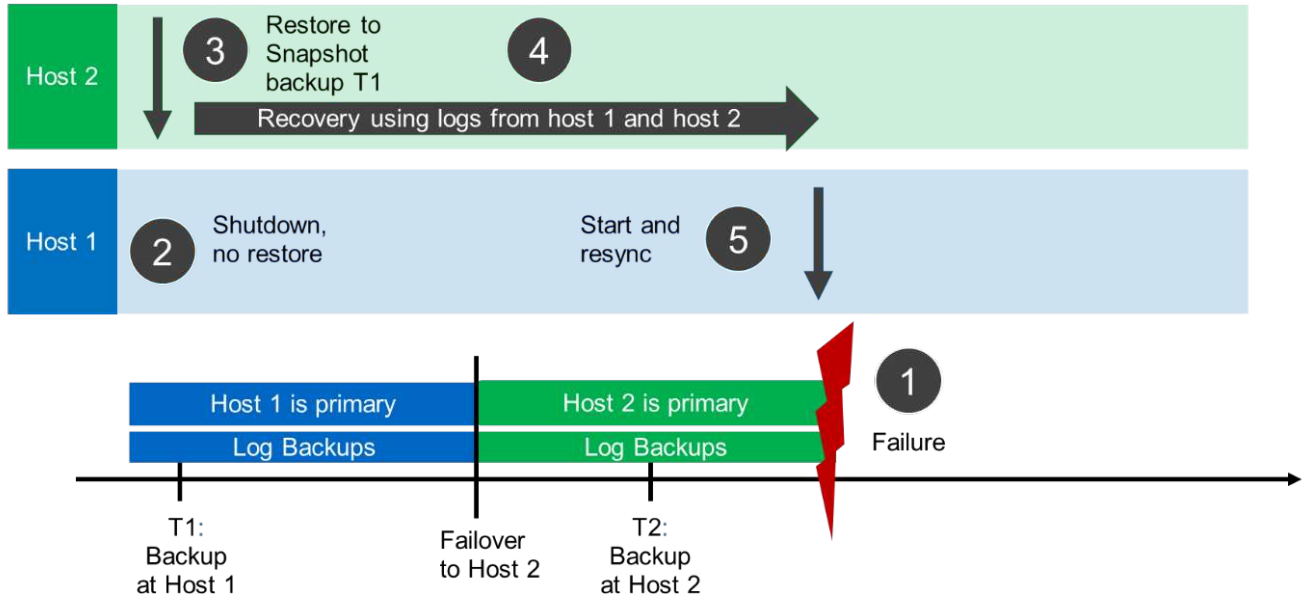 Host 2
3
Restore to
Snapshot
backup T1
4
Recovery using logs from host 1 and host 2
Host 1
2
Shutdown,
no restore
Start and
resync
5
1
Failure
Host 1 is primary
Host 2 is primary
Log Backups
Log Backups
T1:
Backup
at Host 1
Failover
to Host 2
T2:
Backup
at Host 2